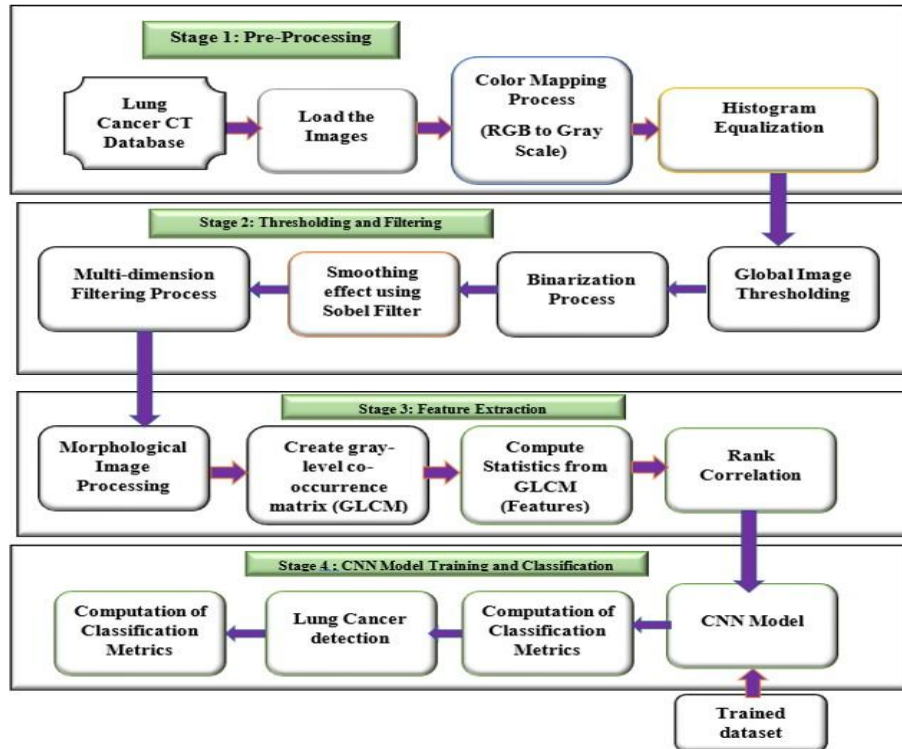 Stage 1: Pre-Processing
Lung
Cancer CT
Database
Load the
Images
Color Mapping
Process
(RGB to Gray
Scale)
Histogram
Equalization
Stage 2: Thresholding and Filtering
Multi-dimension
Filtering Process
Smoothing
effect using
Sobel Filter
Binarization
Process
Global Image
Thresholding
Stage 3: Feature Extraction
Morphological
Image
Processing
Create gray-
level co-
occurrence
matrix (GLCM)
Compute
Statistics from
GLCM
(Features)
Rank
Correlation
Stage 4 : CNN Model Training and Classification
Computation of
Classification
Metrics
Lung Cancer
detection
Computation of
Classification
Metrics
CNN Model
Trained
dataset